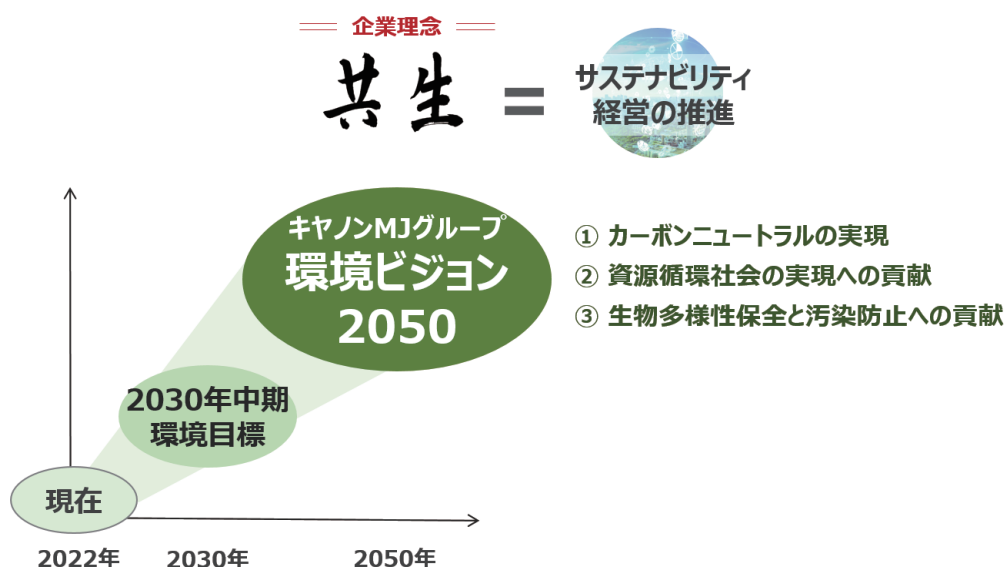 企業理念
共生
=
サステナビリティ
経営の推進
キヤノンMJグループ
環境ビジョン
2050
① カーボンニュートラルの実現
② 資源循環社会の実現への貢献
③ 生物多様性保全と汚染防止への貢献
2030年中期
環境目標
現在
2022年
2030年
2050年